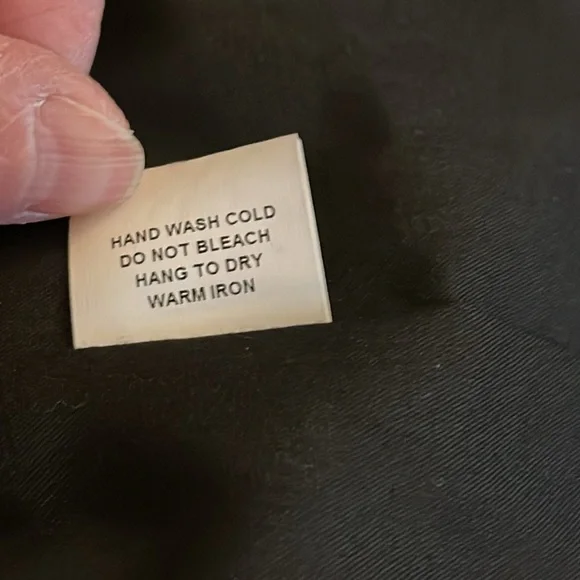 HAND WASH COLD
DO NOT BLEACH
HANG TO DRY
WARM IRON